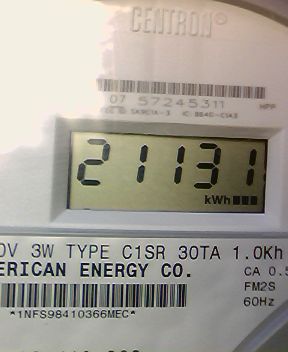 CENTRON®
07 57245311
21131
kWh
0V 3W TYPE C1SR 30TA 1.0Kh
ERICAN ENERGY CO.
CA 0.5
FM2S
60Hz
*1NFS98410366MEC*